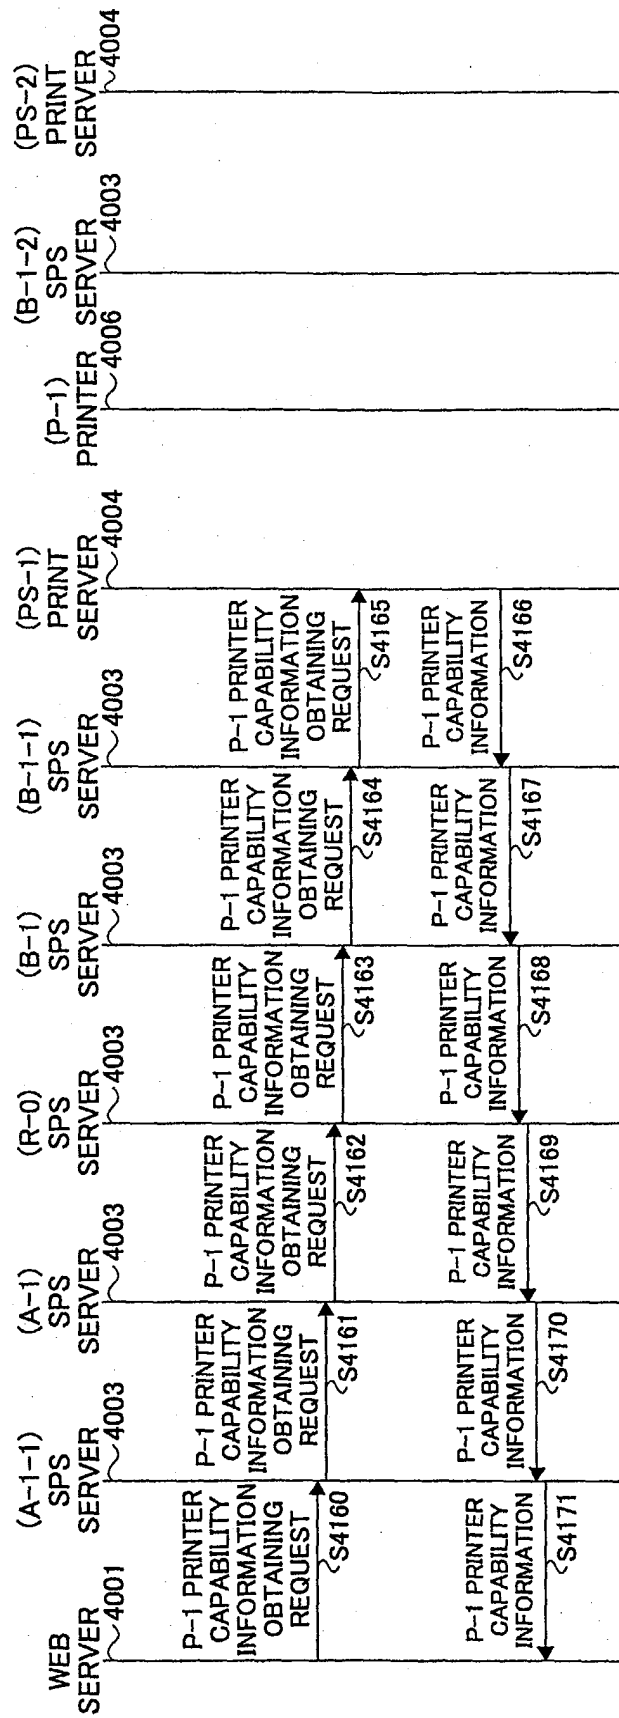 WEB
SERVER
4001
(A-1-1)
SPS
SERVER
4003
(A-1)
SPS
SERVER
4003
(R-0)
SPS
SERVER
4003
(B-1)
SPS
SERVER
4003
(B-1-1)
SPS
SERVER
4003
(PS-1)
PRINT
SERVER
4004
(P-1)
PRINTER
4006
(B-1-2)
SPS
SERVER
4003
(PS-2)
PRINT
SERVER
4004
P-1 PRINTER
CAPABILITY
INFORMATION
OBTAINING
REQUEST
S4160
P-1 PRINTER
CAPABILITY
INFORMATION
OBTAINING
REQUEST
S4161
P-1 PRINTER
CAPABILITY
INFORMATION
OBTAINING
REQUEST
S4162
P-1 PRINTER
CAPABILITY
INFORMATION
OBTAINING
REQUEST
S4163
P-1 PRINTER
CAPABILITY
INFORMATION
OBTAINING
REQUEST
S4164
P-1 PRINTER
CAPABILITY
INFORMATION
OBTAINING
REQUEST
S4165
P-1 PRINTER
CAPABILITY
INFORMATION
S4166
P-1 PRINTER
CAPABILITY
INFORMATION
S4167
P-1 PRINTER
CAPABILITY
INFORMATION
S4168
P-1 PRINTER
CAPABILITY
INFORMATION
S4169
P-1 PRINTER
CAPABILITY
INFORMATION
S4170
P-1 PRINTER
CAPABILITY
INFORMATION
S4171